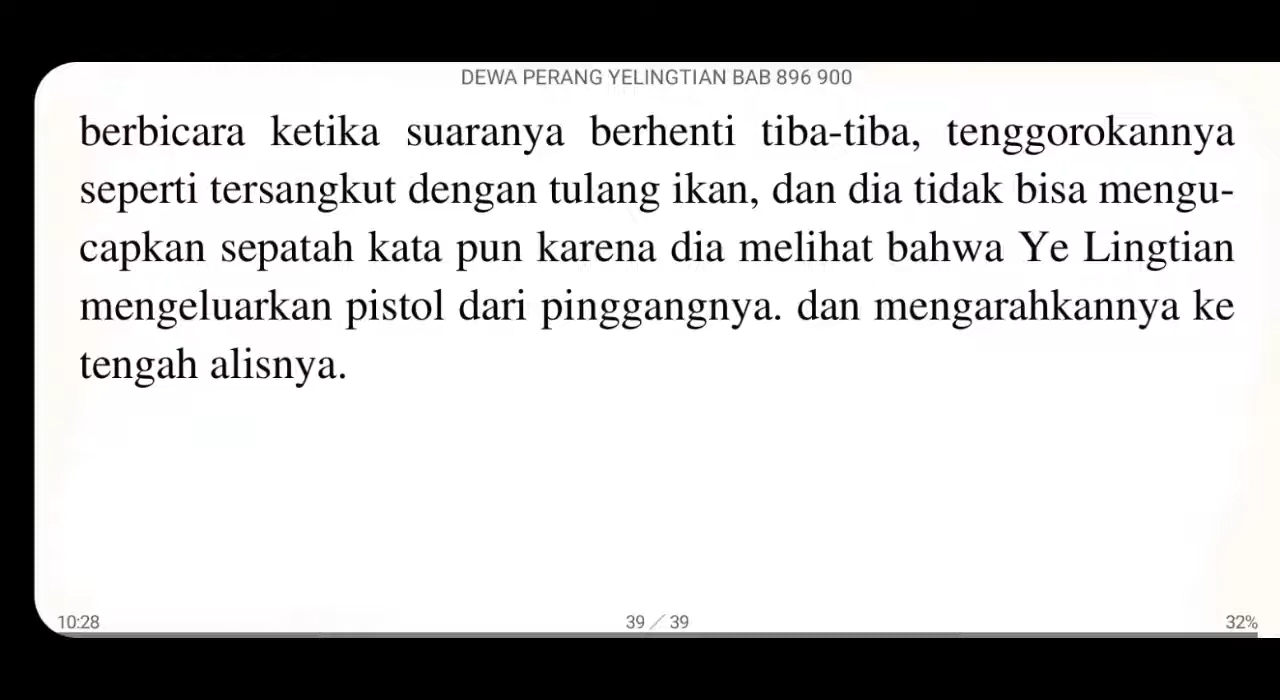 DEWA PERANG YELINGTIAN BAB 896 900
berbicara ketika suaranya berhenti tiba-tiba, tenggorokannya
seperti tersangkut dengan tulang ikan, dan dia tidak bisa mengu-
capkan sepatah kata pun karena dia melihat bahwa Ye Lingtian
mengeluarkan pistol dari pinggangnya. dan mengarahkannya ke
tengah alisnya.
10:28 39 / 39 32%